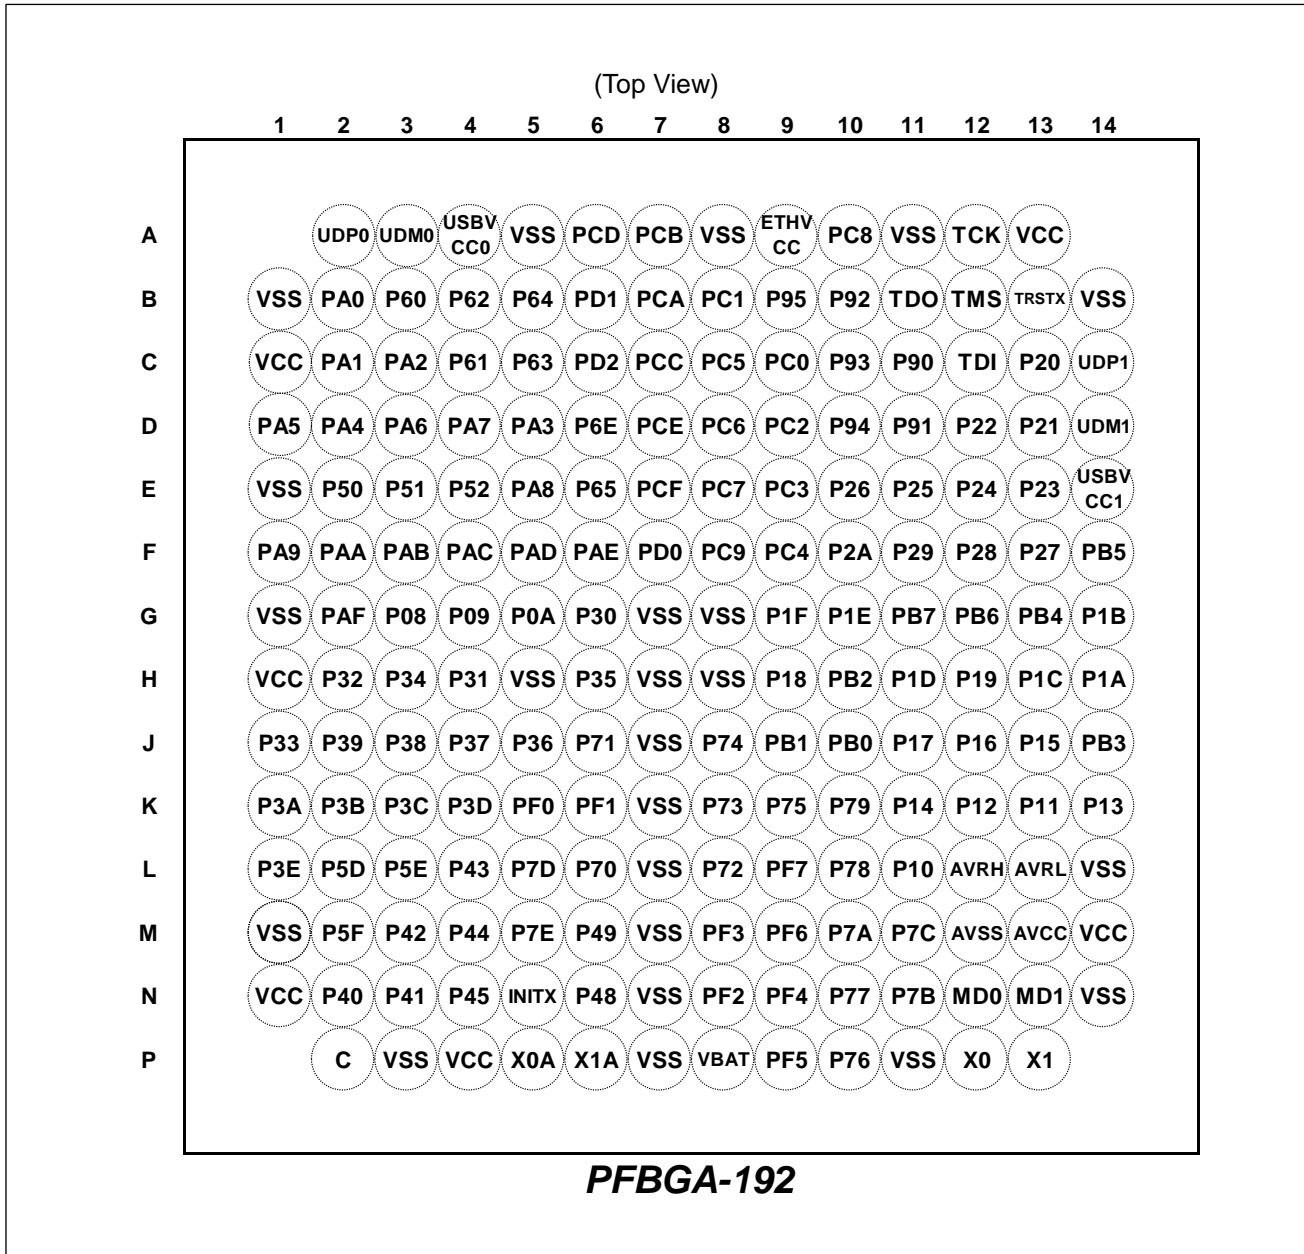 (Top View)
1 2 3 4 5 6 7 8 9 10 11 12 13 14
A UDP0 UDM0 USBV CC0 VSS PCD PCB VSS ETHV CC PC8 VSS TCK VCC
B VSS PA0 P60 P62 P64 PD1 PCA PC1 P95 P92 TDO TMS TRSTX VSS
C VCC PA1 PA2 P61 P63 PD2 PCC PC5 PC0 P93 P90 TDI P20 UDP1
D PA5 PA4 PA6 PA7 PA3 P6E PCE PC6 PC2 P94 P91 P22 P21 UDM1
E VSS P50 P51 P52 PA8 P65 PCF PC7 PC3 P26 P25 P24 P23 USBV CC1
F PA9 PAA PAB PAC PAD PAE PD0 PC9 PC4 P2A P29 P28 P27 PB5
G VSS PAF P08 P09 P0A P30 VSS VSS P1F P1E PB7 PB6 PB4 P1B
H VCC P32 P34 P31 VSS P35 VSS VSS P18 PB2 P1D P19 P1C P1A
J P33 P39 P38 P37 P36 P71 VSS P74 PB1 PB0 P17 P16 P15 PB3
K P3A P3B P3C P3D PF0 PF1 VSS P73 P75 P79 P14 P12 P11 P13
L P3E P5D P5E P43 P7D P70 VSS P72 PF7 P78 P10 AVRH AVRL VSS
M VSS P5F P42 P44 P7E P49 VSS PF3 PF6 P7A P7C AVSS AVCC VCC
N VCC P40 P41 P45 INITX P48 VSS PF2 PF4 P77 P7B MD0 MD1 VSS
P C VSS VCC X0A X1A VSS VBAT PF5 P76 VSS X0 X1
PFBGA-192